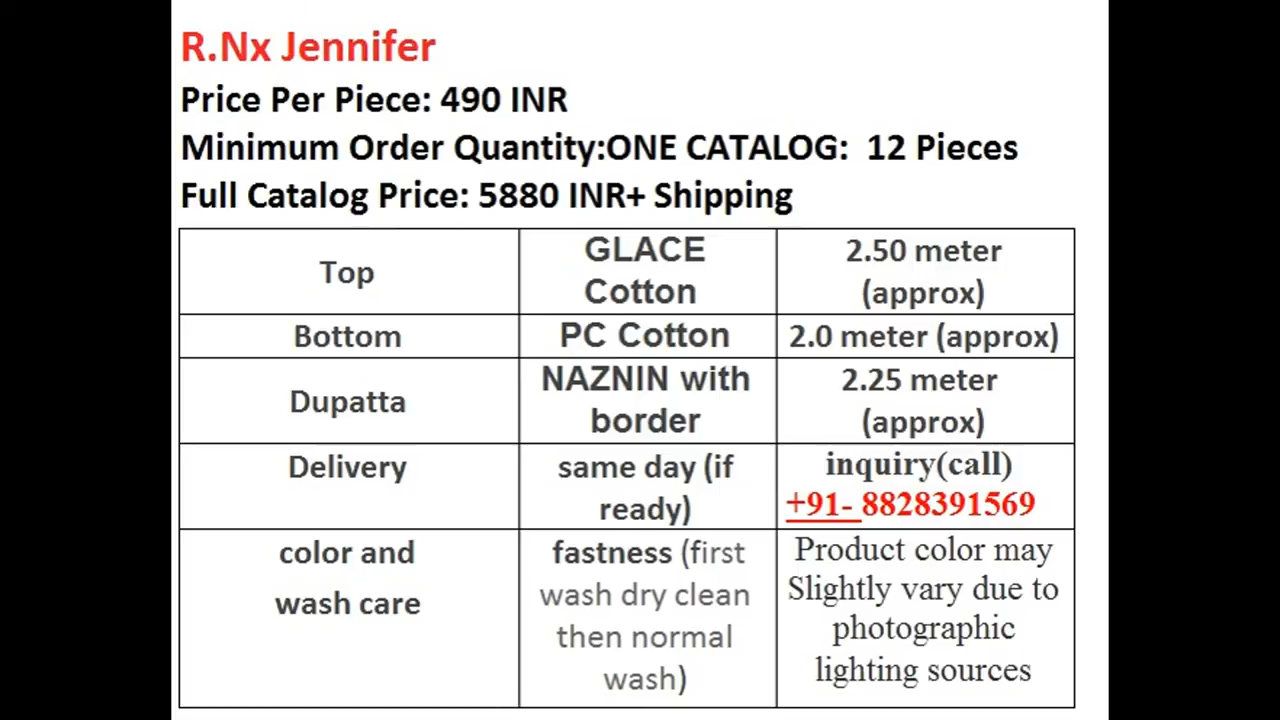 R.Nx Jennifer
Price Per Piece: 490 INR
Minimum Order Quantity:ONE CATALOG:  12 Pieces
Full Catalog Price: 5880 INR+ Shipping
Top
GLACE
Cotton
2.50 meter
(approx)
Bottom
PC Cotton
2.0 meter (approx)
Dupatta
NAZNIN with
border
2.25 meter
(approx)
Delivery
same day (if
ready)
inquiry(call)
+91- 8828391569
color and
wash care
fastness (first
wash dry clean
then normal
wash)
Product color may
Slightly vary due to
photographic
lighting sources